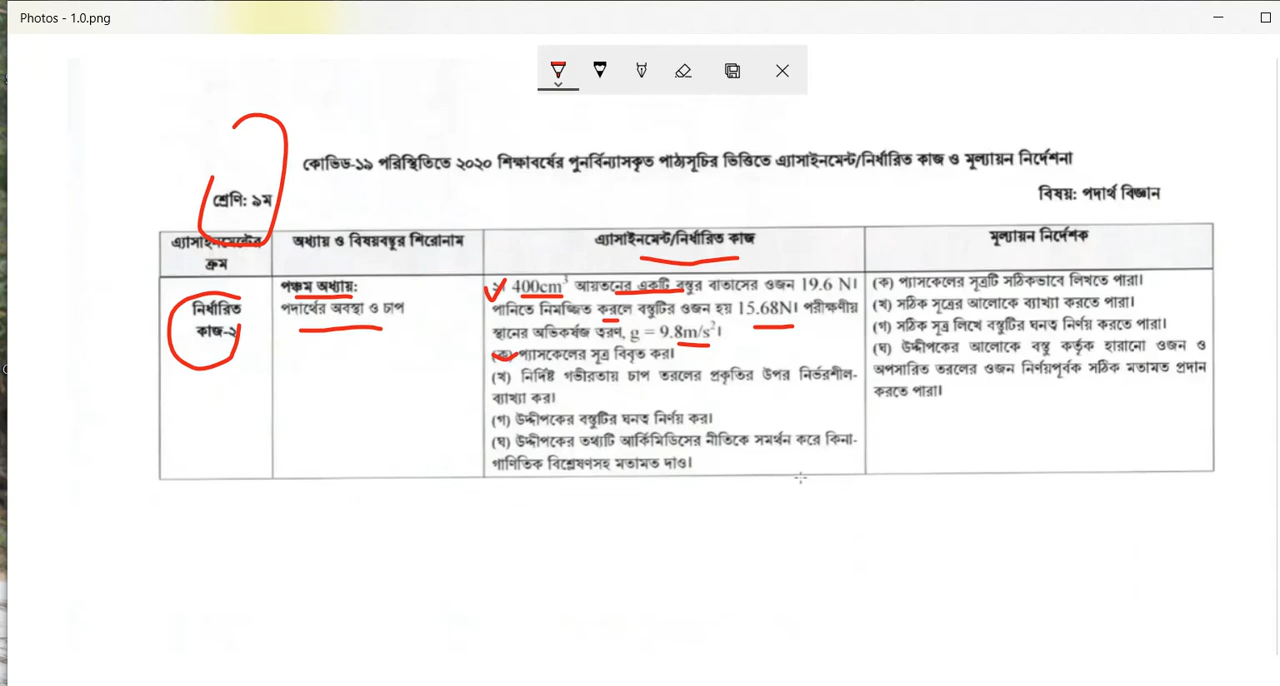 Photos - 1.0.png
কোভিড-১৯ পরিস্থিতিতে ২০২০ শিক্ষাবর্ষের পুনর্বিন্যাসকৃত পাঠ্যসূচির ভিত্তিতে এ্যাসাইনমেন্ট/নির্ধারিত কাজ ও মূল্যায়ন নির্দেশনা
শ্রেণি: ৯ম
বিষয়: পদার্থ বিজ্ঞান
এ্যাসাইনমেন্টের
ক্রম
অধ্যায় ও বিষয়বস্তুর শিরোনাম
এ্যাসাইনমেন্ট/নির্ধারিত কাজ
মূল্যায়ন নির্দেশক
নির্ধারিত
কাজ-২
পঞ্চম অধ্যায়:
পদার্থের অবস্থা ও চাপ
১। 400cm³ আয়তনের একটি বস্তুর বাতাসের ওজন 19.6 N।
পানিতে নিমজ্জিত করলে বস্তুটির ওজন হয় 15.68N। পরীক্ষণীয়
স্থানের অভিকর্ষজ ত্বরণ, g = 9.8m/s²।
(ক) প্যাসকেলের সূত্র বিবৃত কর।
(খ) নির্দিষ্ট গভীরতায় চাপ তরলের প্রকৃতির উপর নির্ভরশীল-
ব্যাখ্যা কর।
(গ) উদ্দীপকের বস্তুটির ঘনত্ব নির্ণয় কর।
(ঘ) উদ্দীপকের তথ্যটি আর্কিমিডিসের নীতিকে সমর্থন করে কিনা-
গাণিতিক বিশ্লেষণসহ মতামত দাও।
(ক) প্যাসকেলের সূত্রটি সঠিকভাবে লিখতে পারা।
(খ) সঠিক সূত্রের আলোকে ব্যাখ্যা করতে পারা।
(গ) সঠিক সূত্র লিখে বস্তুটির ঘনত্ব নির্ণয় করতে পারা।
(ঘ) উদ্দীপকের আলোকে বস্তু কর্তৃক হারানো ওজন ও
অপসারিত তরলের ওজন নির্ণয়পূর্বক সঠিক মতামত প্রদান
করতে পারা।